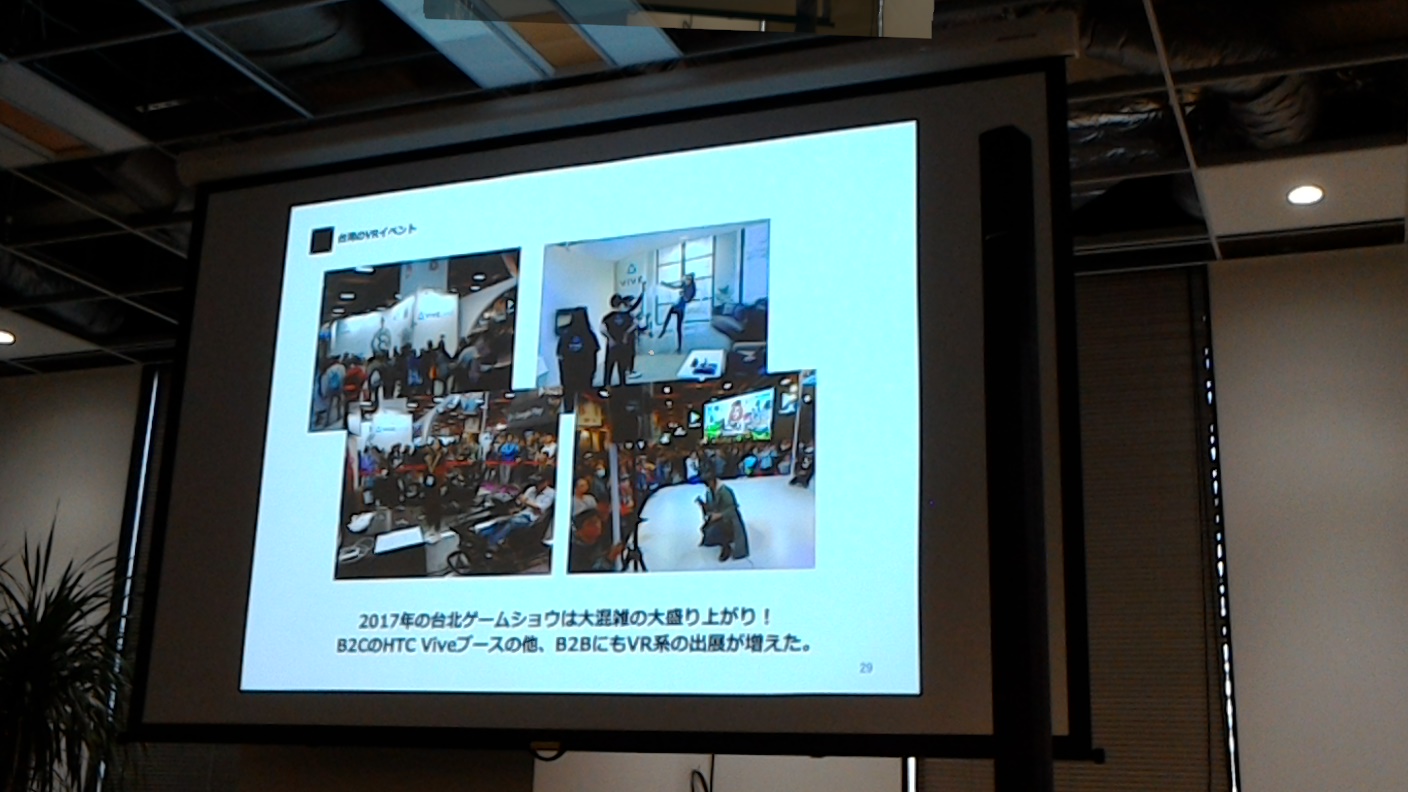 台湾のVRイベント
VIVE
VIVE
2017年の台北ゲームショウは大混雑の大盛り上がり！
B2CのHTC Viveブースの他、B2BにもVR系の出展が増えた。
29